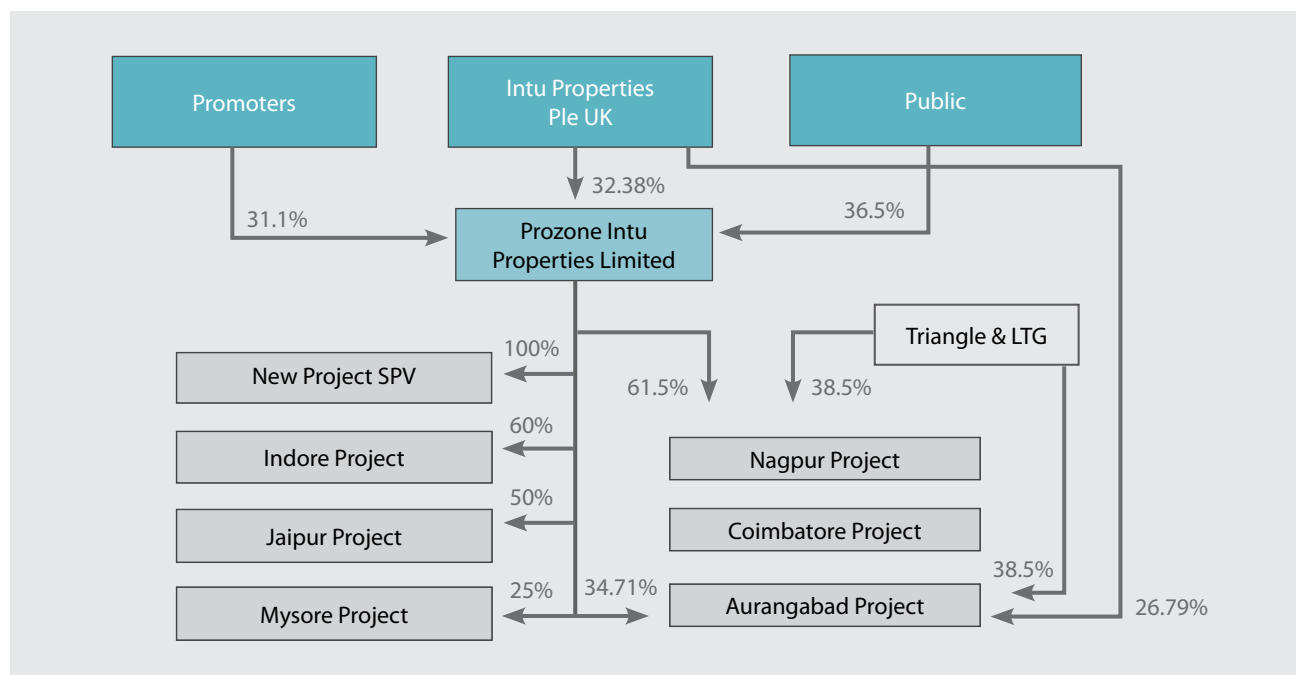 Promoters
Intu Properties
Ple UK
Public
31.1%
32.38%
36.5%
Prozone Intu
Properties Limited
Triangle & LTG
100%
New Project SPV
61.5%
38.5%
60%
Indore Project
Nagpur Project
50%
Jaipur Project
Coimbatore Project
25%
Mysore Project
34.71%
Aurangabad Project
38.5%
26.79%